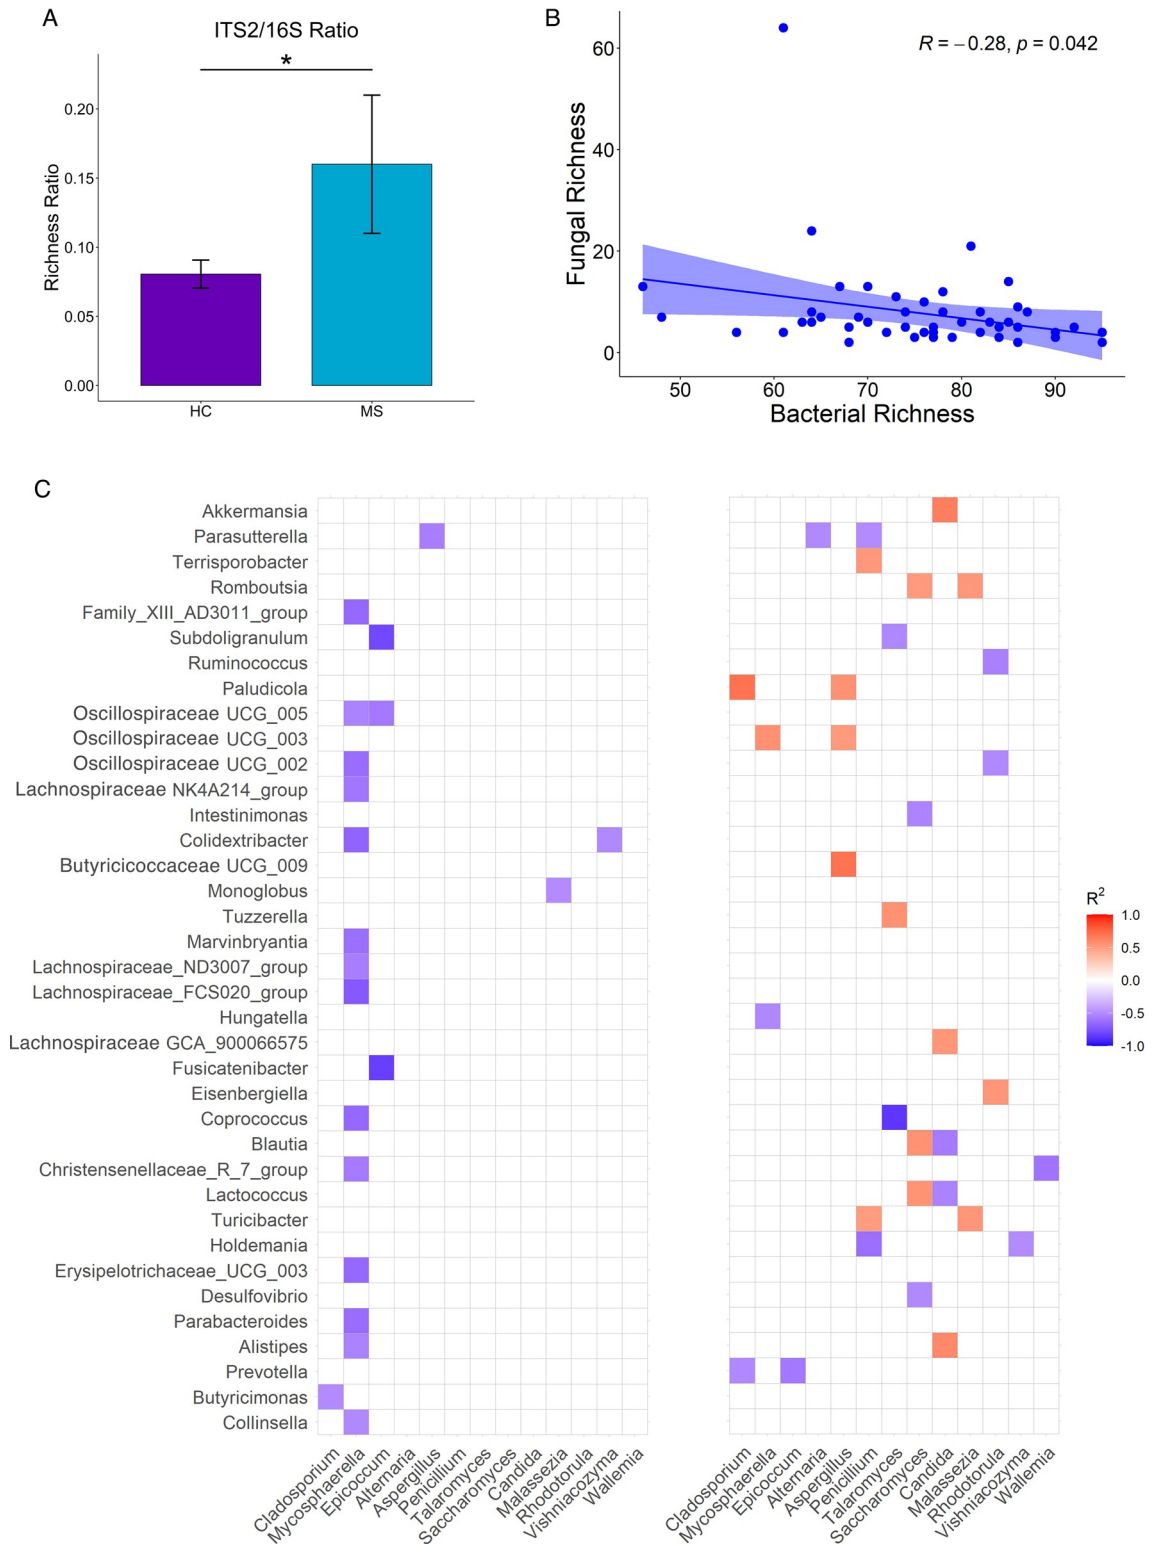 A
ITS2/16S Ratio
*
Richness Ratio
0.20
0.15
0.10
0.05
0.00
HC
MS
B
R = −0.28, p = 0.042
Fungal Richness
60
40
20
0
50
60
70
80
90
Bacterial Richness
C
Akkermansia
Parasutterella
Terrisporobacter
Romboutsia
Family_XIII_AD3011_group
Subdoligranulum
Ruminococcus
Paludicola
Oscillospiraceae UCG_005
Oscillospiraceae UCG_003
Oscillospiraceae UCG_002
Lachnospiraceae NK4A214_group
Intestinimonas
Colidextribacter
Butyricicoccaceae UCG_009
Monoglobus
Tuzzerella
Marvinbryantia
Lachnospiraceae_ND3007_group
Lachnospiraceae_FCS020_group
Hungatella
Lachnospiraceae GCA_900066575
Fusicatenibacter
Eisenbergiella
Coprococcus
Blautia
Christensenellaceae_R_7_group
Lactococcus
Turicibacter
Holdemania
Erysipelotrichaceae_UCG_003
Desulfovibrio
Parabacteroides
Alistipes
Prevotella
Butyricimonas
Collinsella
Cladosporium
Mycosphaerella
Epicoccum
Alternaria
Aspergillus
Penicillium
Talaromyces
Saccharomyces
Candida
Malassezia
Rhodotorula
Vishniacozyma
Wallemia
Cladosporium
Mycosphaerella
Epicoccum
Alternaria
Aspergillus
Penicillium
Talaromyces
Saccharomyces
Candida
Malassezia
Rhodotorula
Vishniacozyma
Wallemia
R²
1.0
0.5
0.0
-0.5
-1.0